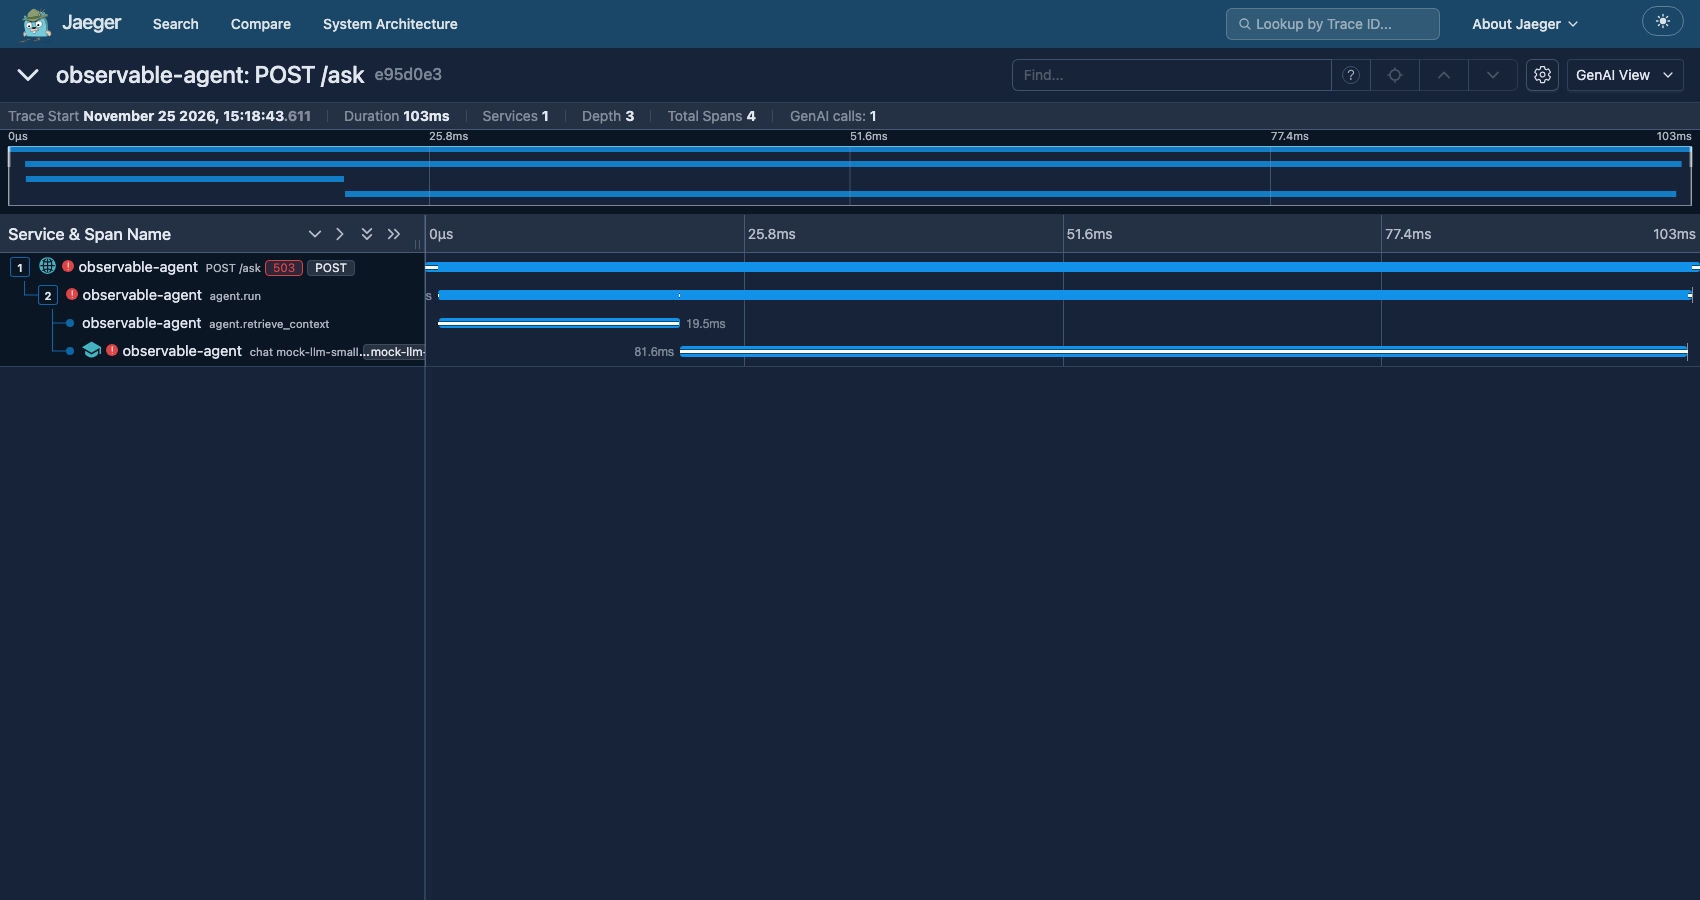 Jaeger Search Compare System Architecture Lookup by Trace ID... About Jaeger
observable-agent: POST /ask e95d0e3 Find... ? GenAI View
Trace Start November 25 2026, 15:18:43.611 Duration 103ms Services 1 Depth 3 Total Spans 4 GenAI calls: 1
0μs 25.8ms 51.6ms 77.4ms 103ms
Service & Span Name 0μs 25.8ms 51.6ms 77.4ms 103ms
1 ! observable-agent POST /ask 503 POST
2 ! observable-agent agent.run s
observable-agent agent.retrieve_context 19.5ms
! observable-agent chat mock-llm-small... mock-llm- 81.6ms